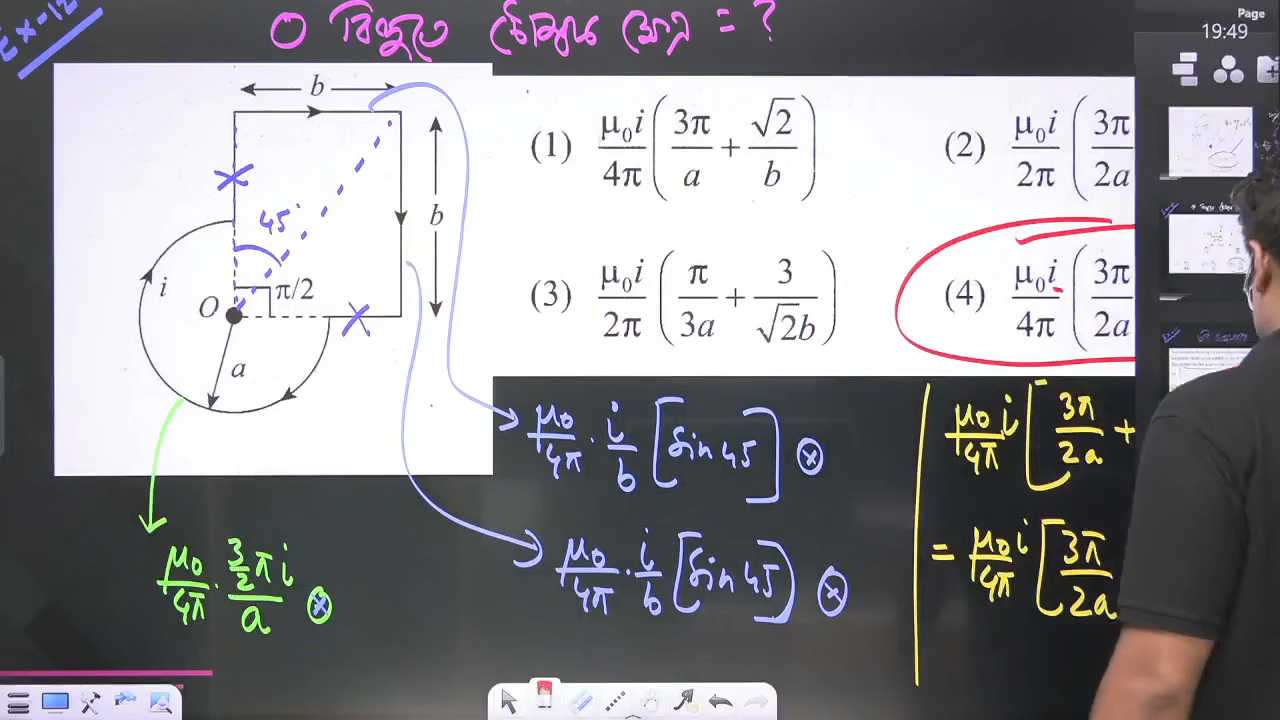 Ex-12
O বিন্দুতে চৌম্বক ক্ষেত্র = ?
Page
19:49
b
45°
b
i
π/2
O
a
(1) μ₀i/4π (3π/a + √2/b)
(2) μ₀i/2π (3π/2a
(3) μ₀i/2π (π/3a + 3/√2b)
(4) μ₀i/4π (3π/2a
μ₀/4π · i/b [sin 45] ⊗
μ₀/4π · i/b [sin 45] ⊗
μ₀/4π · 3/2 πi/a ⊗
μ₀i/4π [3π/2a +
= μ₀i/4π [3π/2a